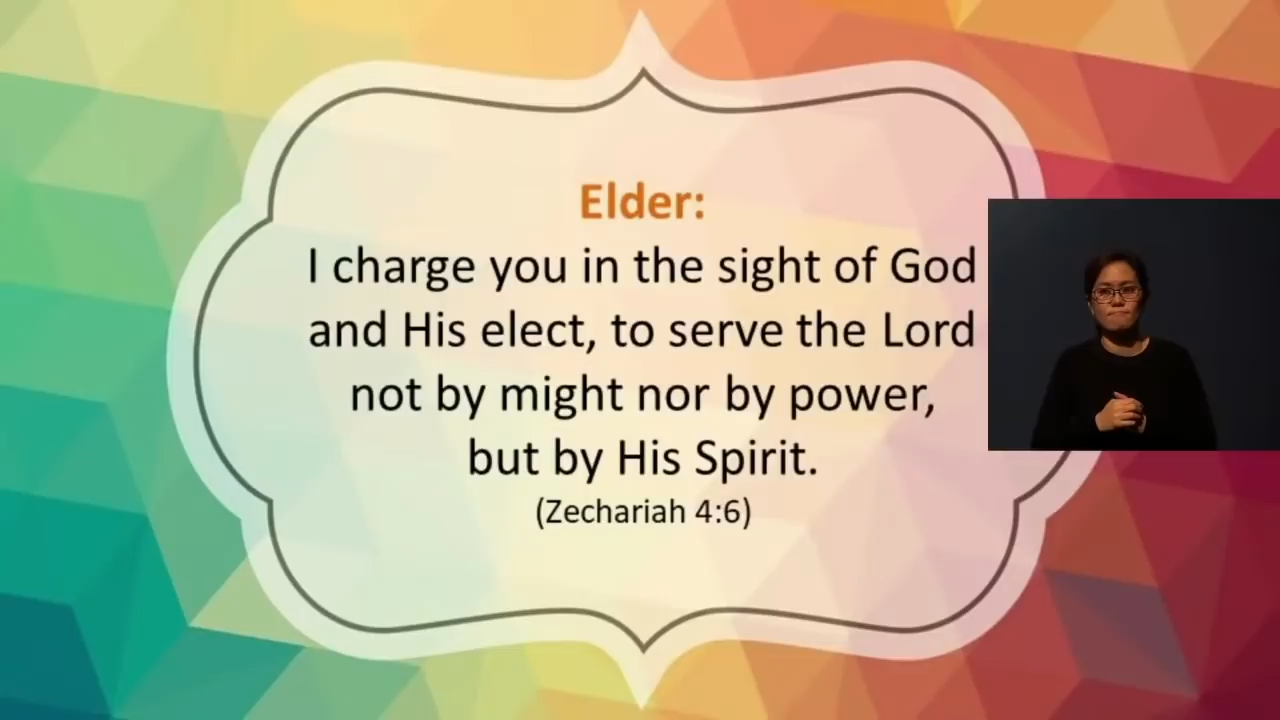 Elder:
I charge you in the sight of God
and His elect, to serve the Lord
not by might nor by power,
but by His Spirit.
(Zechariah 4:6)